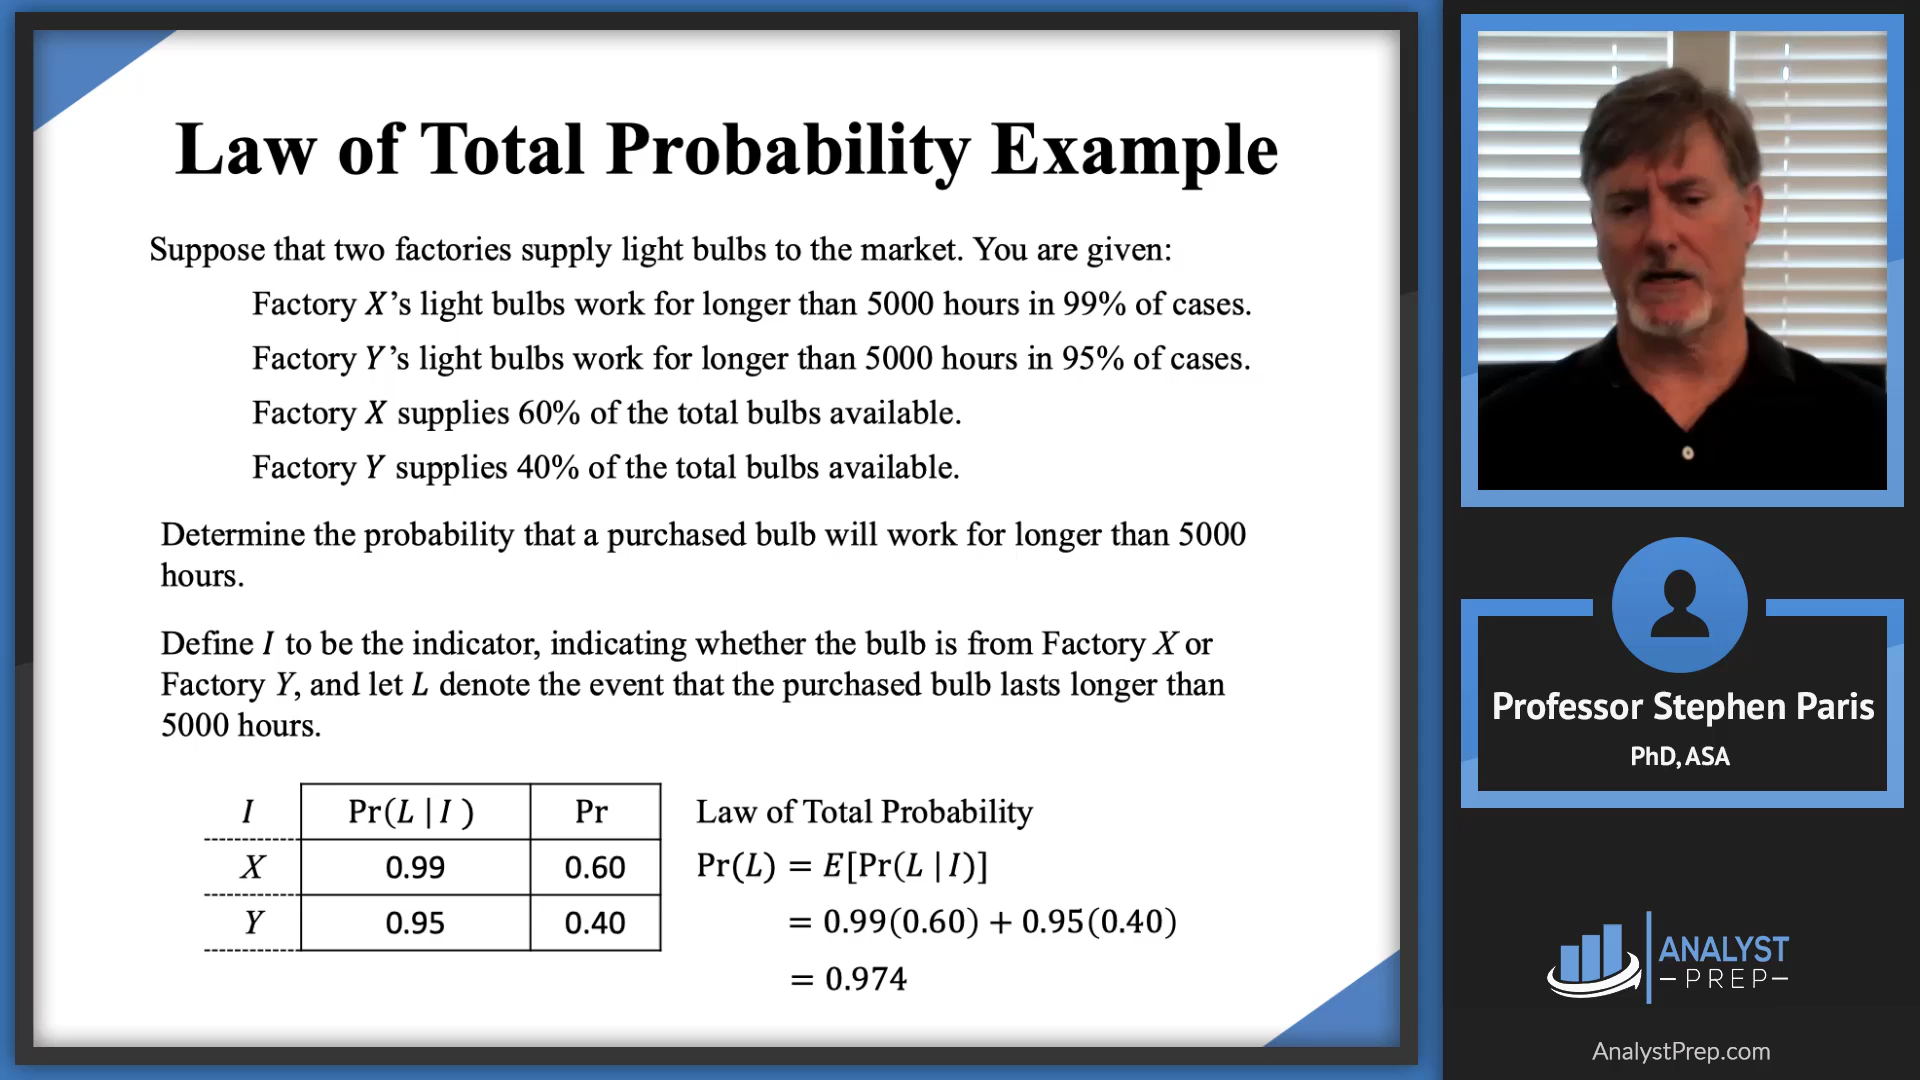 Law of Total Probability Example
Suppose that two factories supply light bulbs to the market. You are given:
Factory X’s light bulbs work for longer than 5000 hours in 99% of cases.
Factory Y’s light bulbs work for longer than 5000 hours in 95% of cases.
Factory X supplies 60% of the total bulbs available.
Factory Y supplies 40% of the total bulbs available.
Determine the probability that a purchased bulb will work for longer than 5000
hours.
Define I to be the indicator, indicating whether the bulb is from Factory X or
Factory Y, and let L denote the event that the purchased bulb lasts longer than
5000 hours.
I Pr(L | I ) Pr
X 0.99 0.60
Y 0.95 0.40
Law of Total Probability
Pr(L) = E[Pr(L | I)]
= 0.99(0.60) + 0.95(0.40)
= 0.974
Professor Stephen Paris
PhD, ASA
ANALYST
– PREP –
AnalystPrep.com